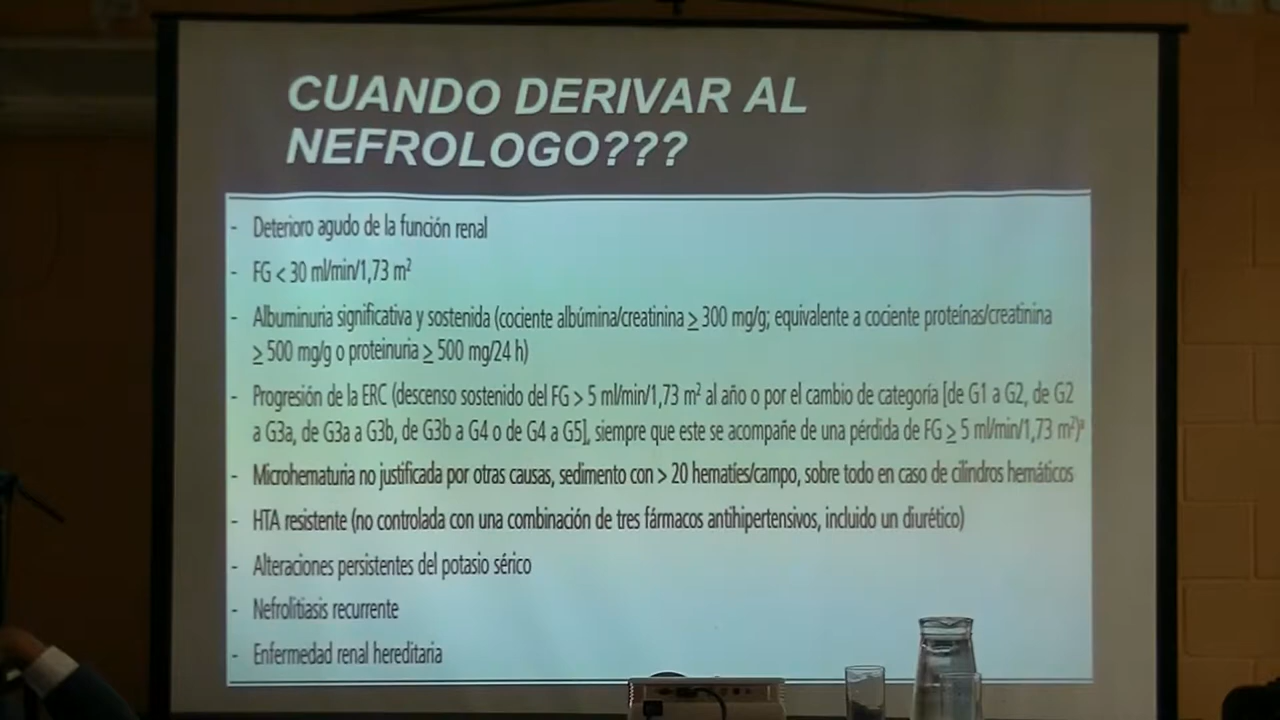 CUANDO DERIVAR AL
NEFROLOGO???
- Deterioro agudo de la función renal
- FG < 30 ml/min/1,73 m²
- Albuminuria significativa y sostenida (cociente albúmina/creatinina ≥ 300 mg/g; equivalente a cociente proteínas/creatinina
≥ 500 mg/g o proteinuria ≥ 500 mg/24 h)
- Progresión de la ERC (descenso sostenido del FG > 5 ml/min/1,73 m² al año o por el cambio de categoría [de G1 a G2, de G2
a G3a, de G3a a G3b, de G3b a G4 o de G4 a G5], siempre que este se acompañe de una pérdida de FG ≥ 5 ml/min/1,73 m²)ª
- Microhematuria no justificada por otras causas, sedimento con > 20 hematíes/campo, sobre todo en caso de cilindros hemáticos
- HTA resistente (no controlada con una combinación de tres fármacos antihipertensivos, incluido un diurético)
- Alteraciones persistentes del potasio sérico
- Nefrolitiasis recurrente
- Enfermedad renal hereditaria